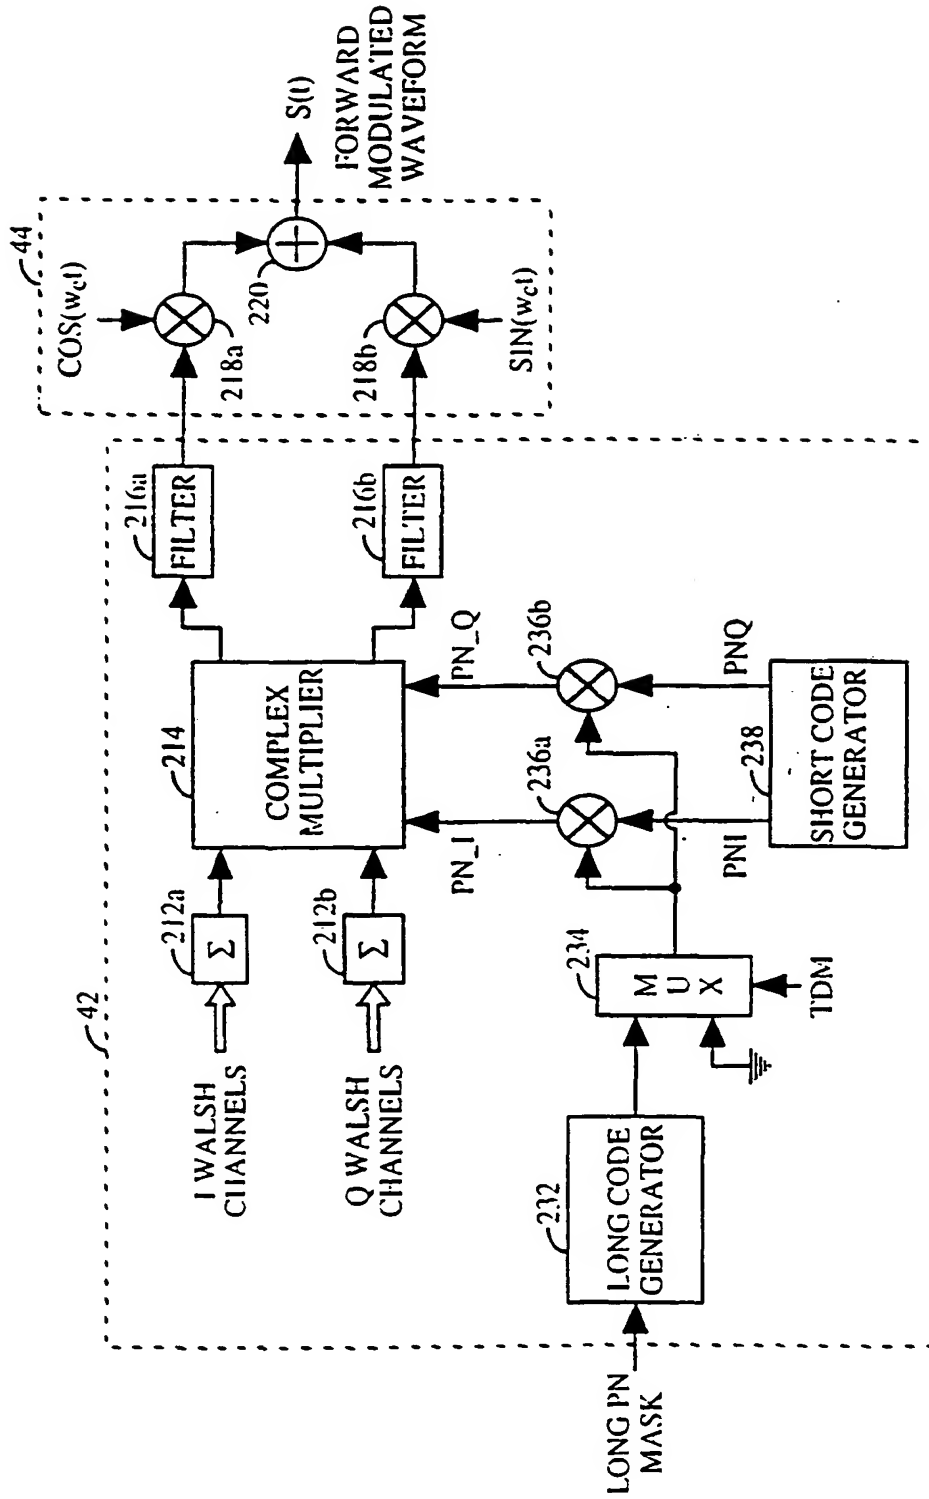 42
44
COS(wct)
S(t)
FORWARD
MODULATED
WAVEFORM
I WALSH
CHANNELS
212a
Σ
214
COMPLEX
MULTIPLIER
216a
FILTER
218a
220
Q WALSH
CHANNELS
212b
Σ
216b
FILTER
218b
SIN(wct)
PN_I
PN_Q
236a
236b
LONG PN
MASK
232
LONG CODE
GENERATOR
234
M
U
X
TDM
PNI
PNQ
238
SHORT CODE
GENERATOR